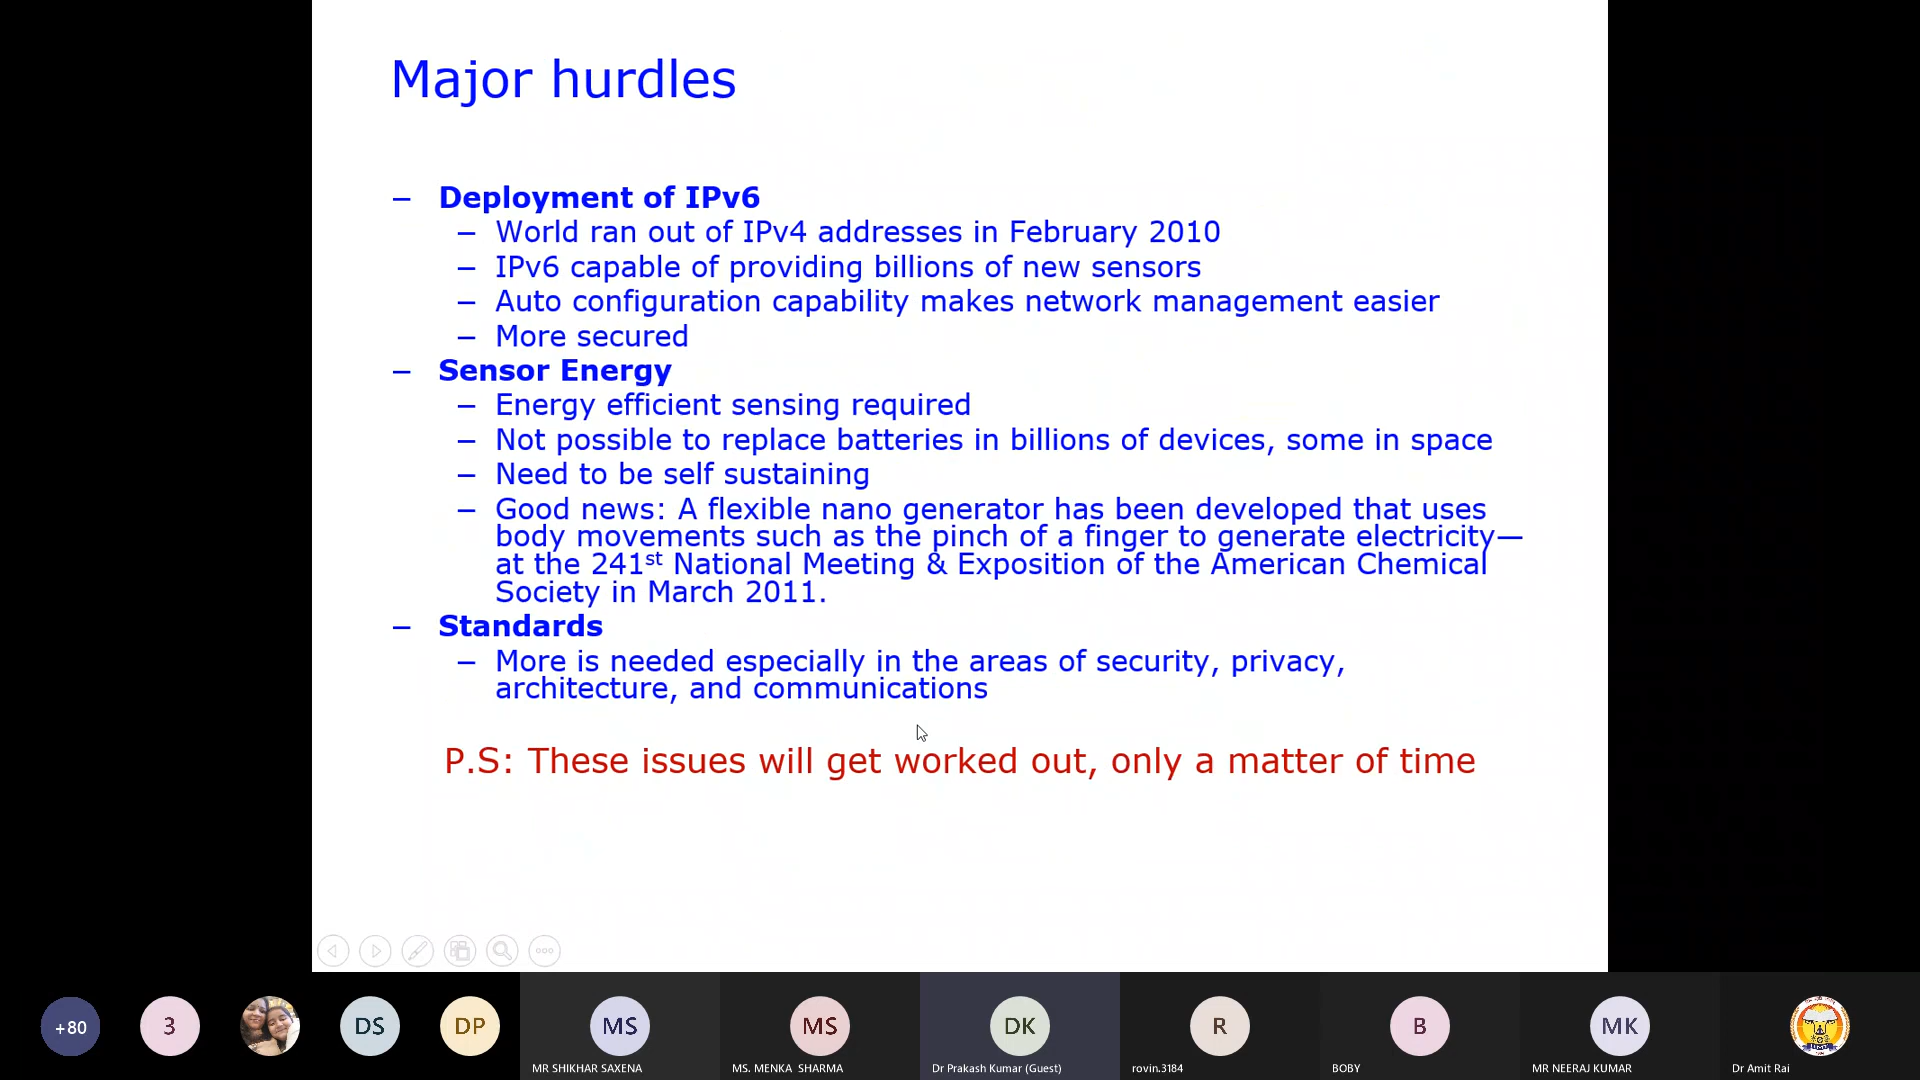 Major hurdles
– Deployment of IPv6
– World ran out of IPv4 addresses in February 2010
– IPv6 capable of providing billions of new sensors
– Auto configuration capability makes network management easier
– More secured
– Sensor Energy
– Energy efficient sensing required
– Not possible to replace batteries in billions of devices, some in space
– Need to be self sustaining
– Good news: A flexible nano generator has been developed that uses
body movements such as the pinch of a finger to generate electricity—
at the 241st National Meeting & Exposition of the American Chemical
Society in March 2011.
– Standards
– More is needed especially in the areas of security, privacy,
architecture, and communications
P.S: These issues will get worked out, only a matter of time
+80
3
DS
DP
MS
MS
DK
R
B
MK
MR SHIKHAR SAXENA
MS. MENKA SHARMA
Dr Prakash Kumar (Guest)
rovin.3184
BOBY
MR NEERAJ KUMAR
Dr Amit Rai